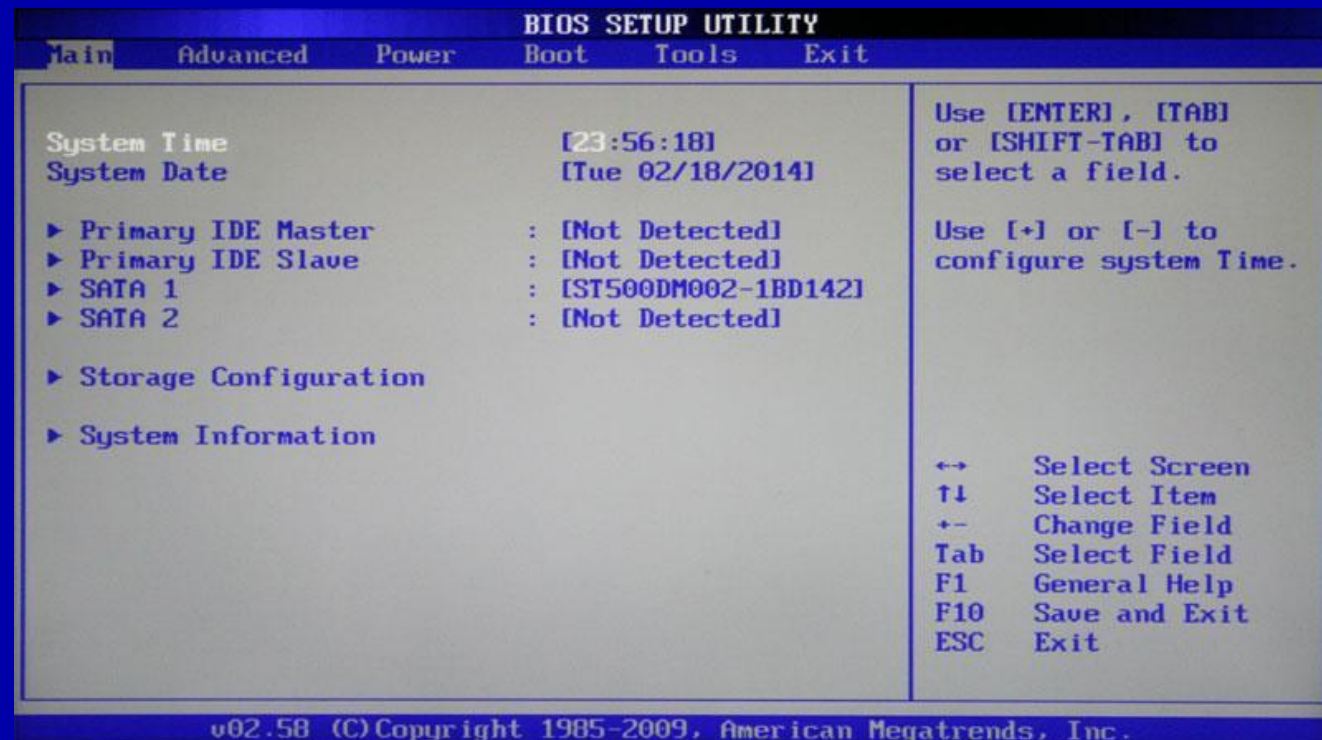 BIOS SETUP UTILITY
Main Advanced Power Boot Tools Exit
System Time [23:56:18]
System Date [Tue 02/18/2014]
► Primary IDE Master : [Not Detected]
► Primary IDE Slave : [Not Detected]
► SATA 1 : [ST500DM002-1BD142]
► SATA 2 : [Not Detected]
► Storage Configuration
► System Information
Use [ENTER], [TAB]
or [SHIFT-TAB] to
select a field.
Use [+] or [-] to
configure system Time.
←→ Select Screen
↑↓ Select Item
+- Change Field
Tab Select Field
F1 General Help
F10 Save and Exit
ESC Exit
v02.58 (C)Copyright 1985-2009, American Megatrends, Inc.